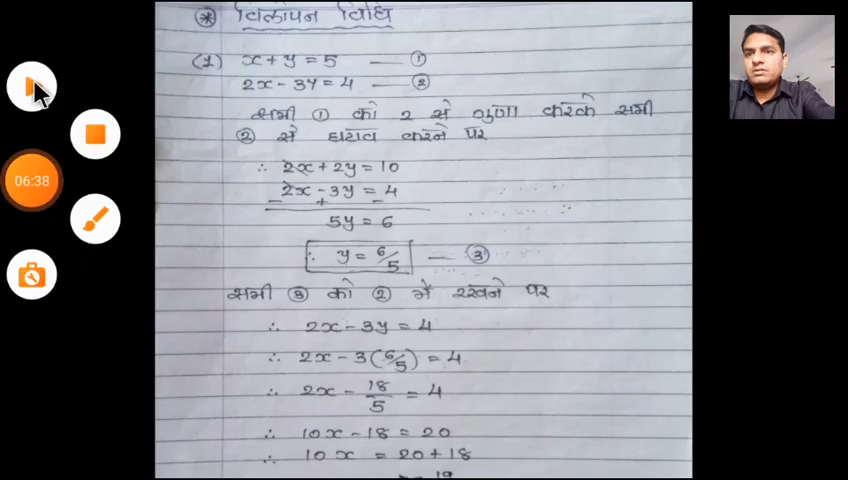 * विलोपन विधि
(1) x + y = 5 —— ①
2x - 3y = 4 —— ②
समी ① को 2 से गुणा करके समी
② से घटाव करने पर
∴ 2x + 2y = 10
2x - 3y = 4
- + -
5y = 6
∴ y = 6/5 — ③
समी ③ को ② में रखने पर
∴ 2x - 3y = 4
∴ 2x - 3(6/5) = 4
∴ 2x - 18/5 = 4
∴ 10x - 18 = 20
∴ 10x = 20 + 18
06:38